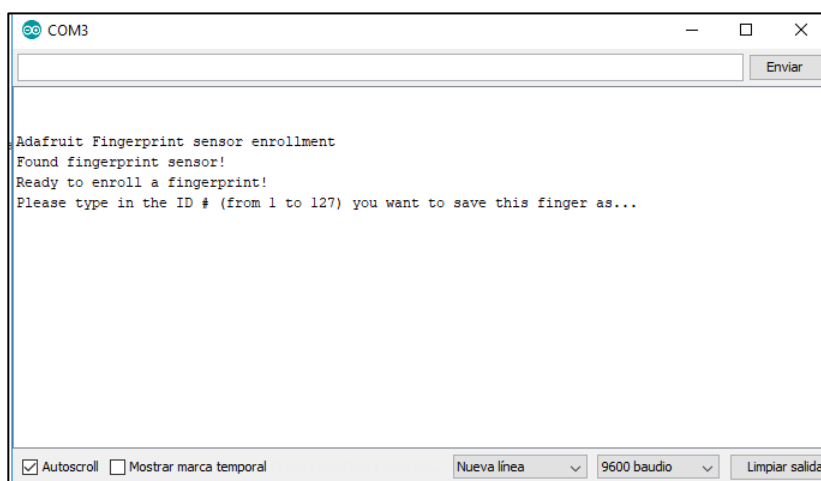 COM3
Enviar
Adafruit Fingerprint sensor enrollment
Found fingerprint sensor!
Ready to enroll a fingerprint!
Please type in the ID # (from 1 to 127) you want to save this finger as...
Autoscroll Mostrar marca temporal Nueva línea 9600 baudio Limpiar salida